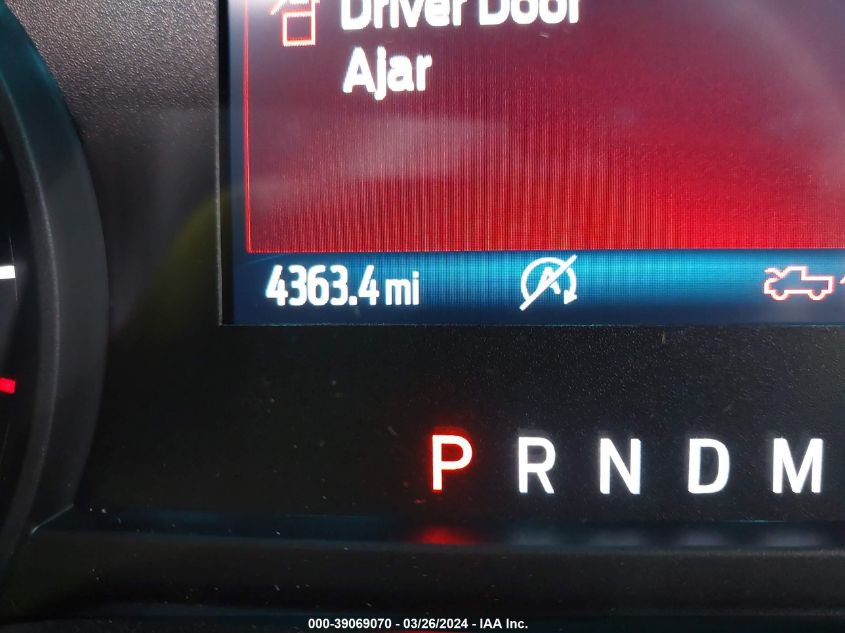 Driver Door
Ajar
4363.4 mi
A
P R N D M
000-39069070 - 03/26/2024 - IAA Inc.